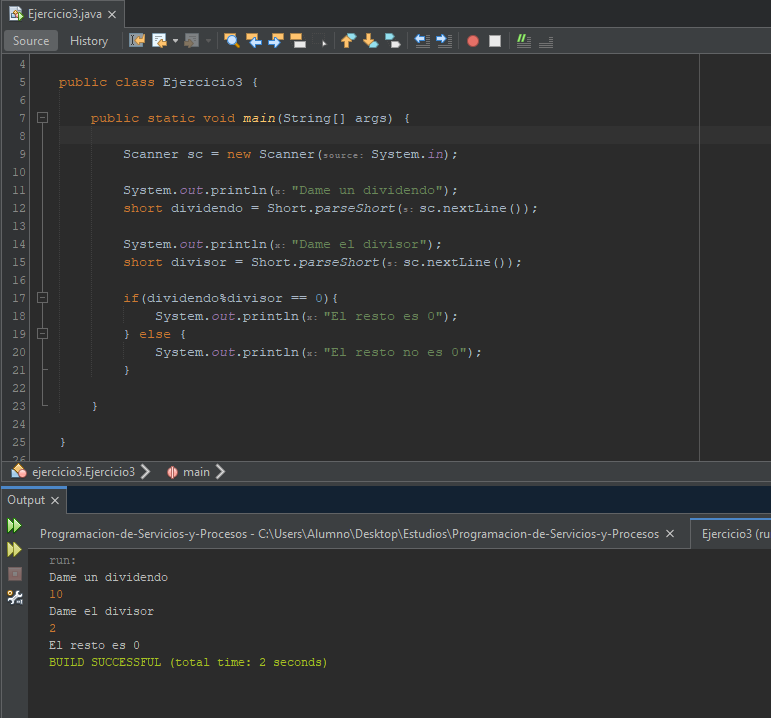 Ejercicio3.java ×
Source History
4
5 public class Ejercicio3 {
6
7 public static void main(String[] args) {
8
9 Scanner sc = new Scanner(source: System.in);
10
11 System.out.println(x: "Dame un dividendo");
12 short dividendo = Short.parseShort(s: sc.nextLine());
13
14 System.out.println(x: "Dame el divisor");
15 short divisor = Short.parseShort(s: sc.nextLine());
16
17 if(dividendo%divisor == 0){
18 System.out.println(x: "El resto es 0");
19 } else {
20 System.out.println(x: "El resto no es 0");
21 }
22
23 }
24
25 }
26
ejercicio3.Ejercicio3 main
Output ×
Programacion-de-Servicios-y-Procesos - C:\Users\Alumno\Desktop\Estudios\Programacion-de-Servicios-y-Procesos × Ejercicio3 (ru
run:
Dame un dividendo
10
Dame el divisor
2
El resto es 0
BUILD SUCCESSFUL (total time: 2 seconds)